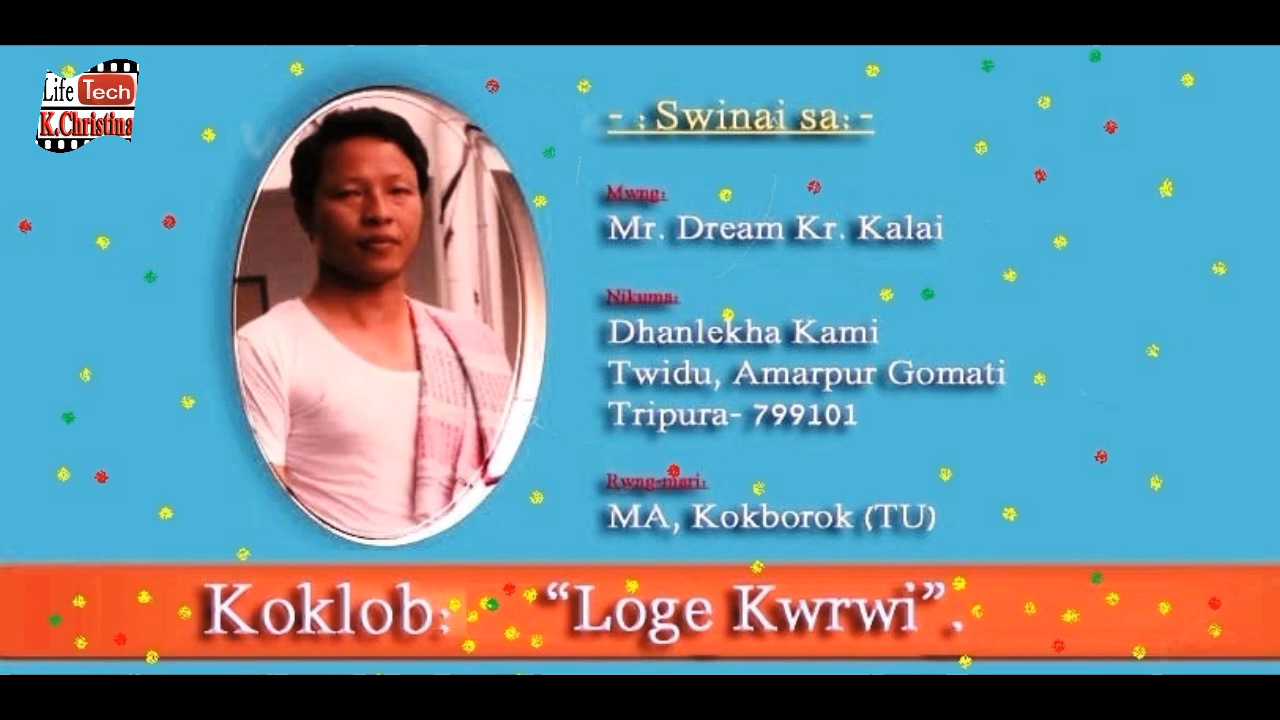 Life Tech
K.Christina
- : Swinai sa: -
Mwng:
Mr. Dream Kr. Kalai
Nikuma:
Dhanlekha Kami
Twidu, Amarpur Gomati
Tripura- 799101
Rwng-mari:
MA, Kokborok (TU)
Koklob: “Loge Kwrwi”.